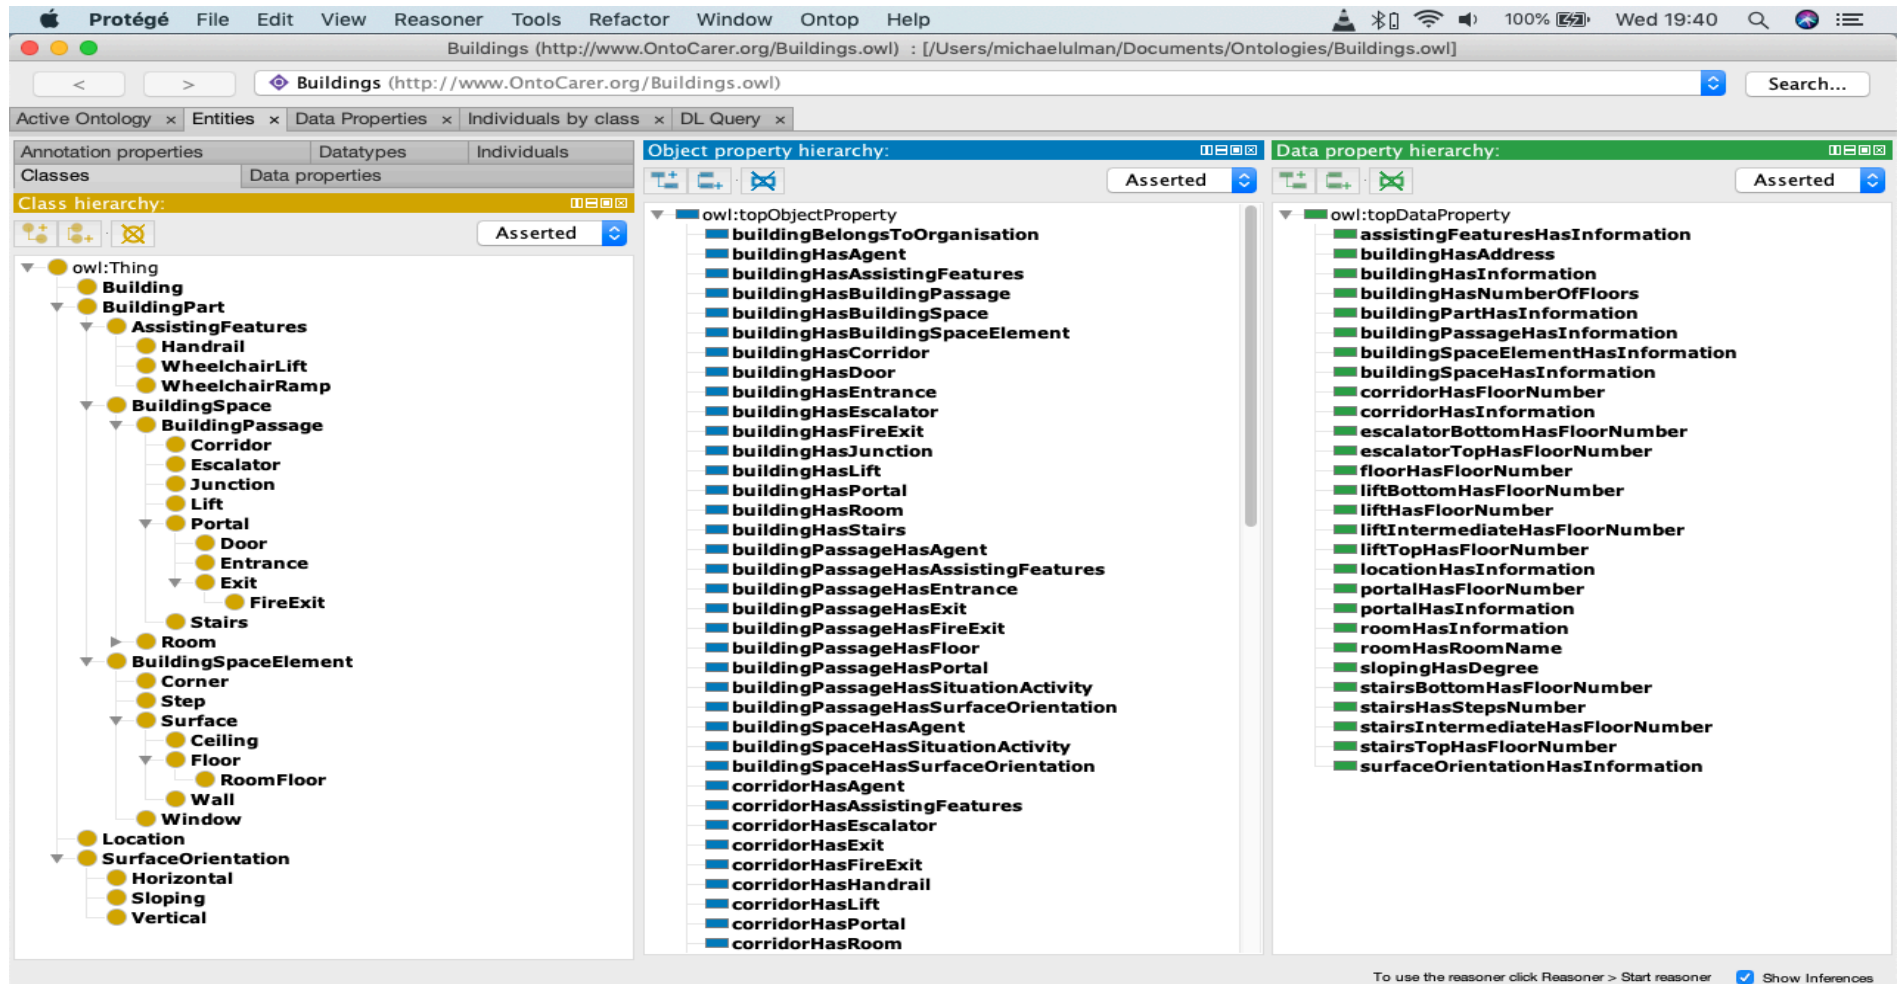 Protégé File Edit View Reasoner Tools Refactor Window Ontop Help 100% Wed 19:40
Buildings (http://www.OntoCarer.org/Buildings.owl) : [/Users/michaelulman/Documents/Ontologies/Buildings.owl]
< > Buildings (http://www.OntoCarer.org/Buildings.owl) Search...
Active Ontology × Entities × Data Properties × Individuals by class × DL Query ×
Annotation properties Datatypes Individuals
Classes Data properties
Class hierarchy:
Asserted
owl:Thing
Building
BuildingPart
AssistingFeatures
Handrail
WheelchairLift
WheelchairRamp
BuildingSpace
BuildingPassage
Corridor
Escalator
Junction
Lift
Portal
Door
Entrance
Exit
FireExit
Stairs
Room
BuildingSpaceElement
Corner
Step
Surface
Ceiling
Floor
RoomFloor
Wall
Window
Location
SurfaceOrientation
Horizontal
Sloping
Vertical
Object property hierarchy:
Asserted
owl:topObjectProperty
buildingBelongsToOrganisation
buildingHasAgent
buildingHasAssistingFeatures
buildingHasBuildingPassage
buildingHasBuildingSpace
buildingHasBuildingSpaceElement
buildingHasCorridor
buildingHasDoor
buildingHasEntrance
buildingHasEscalator
buildingHasFireExit
buildingHasJunction
buildingHasLift
buildingHasPortal
buildingHasRoom
buildingHasStairs
buildingPassageHasAgent
buildingPassageHasAssistingFeatures
buildingPassageHasEntrance
buildingPassageHasExit
buildingPassageHasFireExit
buildingPassageHasFloor
buildingPassageHasPortal
buildingPassageHasSituationActivity
buildingPassageHasSurfaceOrientation
buildingSpaceHasAgent
buildingSpaceHasSituationActivity
buildingSpaceHasSurfaceOrientation
corridorHasAgent
corridorHasAssistingFeatures
corridorHasEscalator
corridorHasExit
corridorHasFireExit
corridorHasHandrail
corridorHasLift
corridorHasPortal
corridorHasRoom
Data property hierarchy:
Asserted
owl:topDataProperty
assistingFeaturesHasInformation
buildingHasAddress
buildingHasInformation
buildingHasNumberOfFloors
buildingPartHasInformation
buildingPassageHasInformation
buildingSpaceElementHasInformation
buildingSpaceHasInformation
corridorHasFloorNumber
corridorHasInformation
escalatorBottomHasFloorNumber
escalatorTopHasFloorNumber
floorHasFloorNumber
liftBottomHasFloorNumber
liftHasFloorNumber
liftIntermediateHasFloorNumber
liftTopHasFloorNumber
locationHasInformation
portalHasFloorNumber
portalHasInformation
roomHasInformation
roomHasRoomName
slopingHasDegree
stairsBottomHasFloorNumber
stairsHasStepsNumber
stairsIntermediateHasFloorNumber
stairsTopHasFloorNumber
surfaceOrientationHasInformation
To use the reasoner click Reasoner > Start reasoner Show Inferences